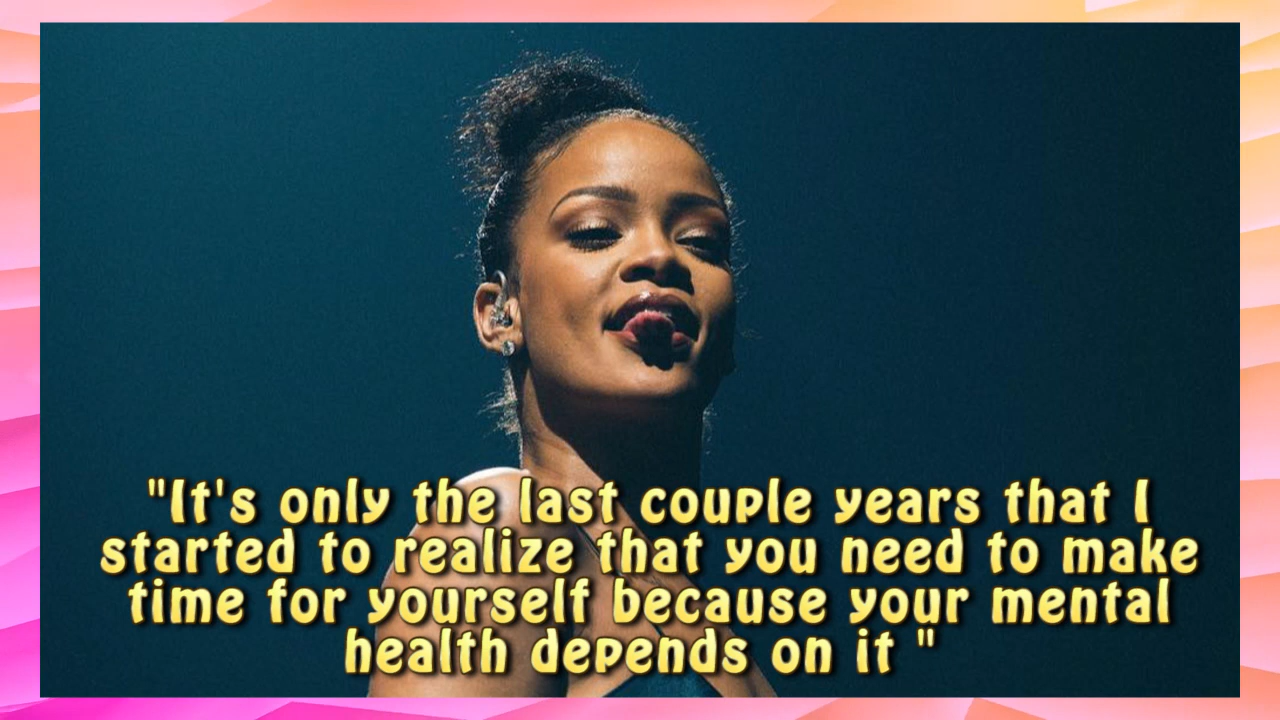 "It's only the last couple years that I
started to realize that you need to make
time for yourself because your mental
health depends on it "